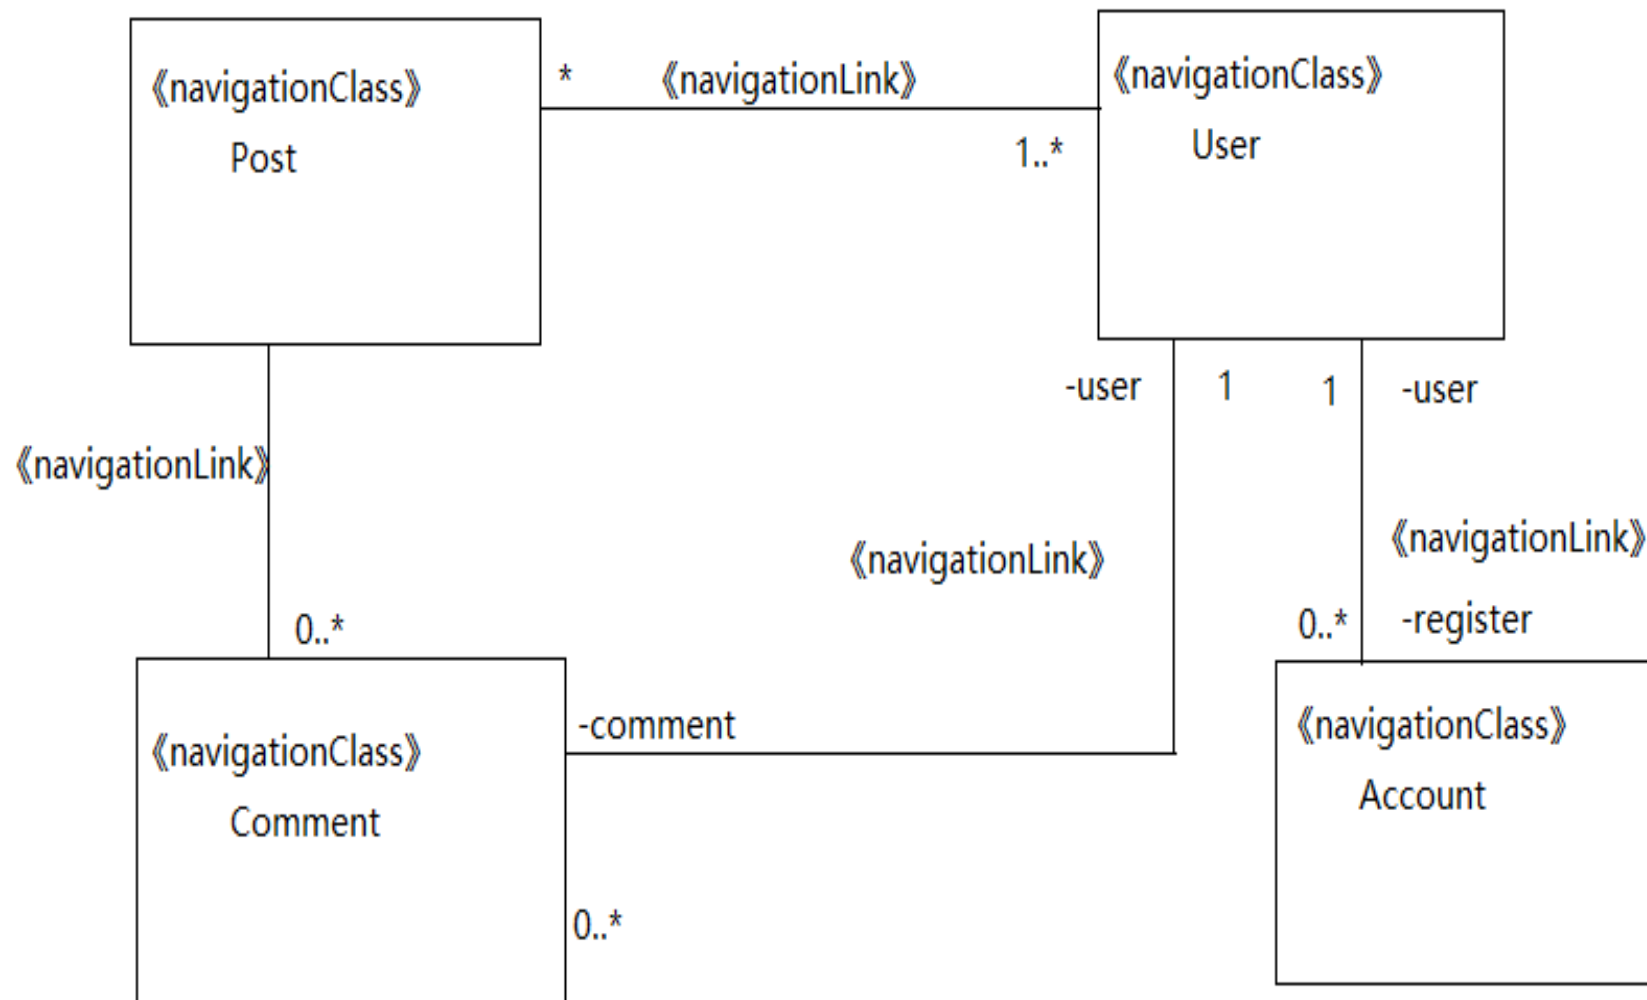 《navigationClass》
Post
*
《navigationLink》
1..*
《navigationClass》
User
-user
1
1
-user
《navigationLink》
《navigationLink》
《navigationLink》
0..*
0..*
-register
《navigationClass》
Comment
-comment
0..*
《navigationClass》
Account